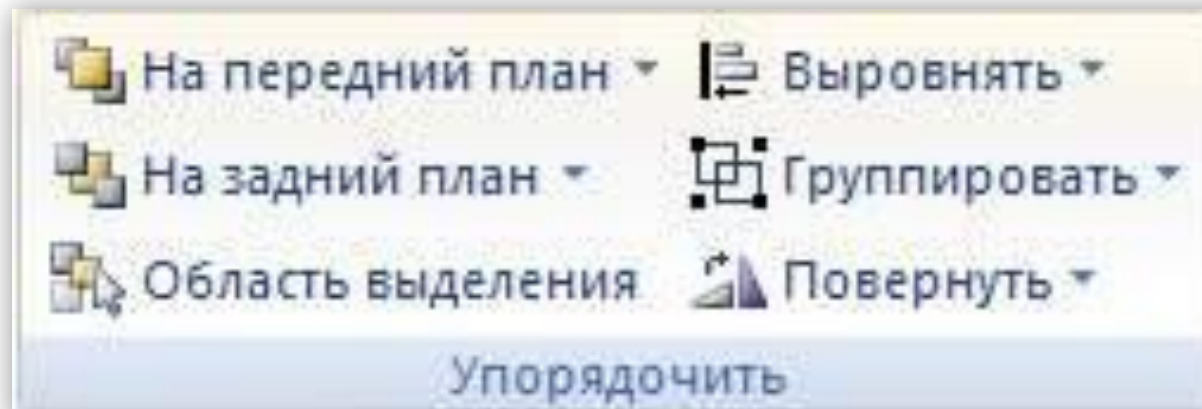 На передний план
Выровнять
На задний план
Группировать
Область выделения
Повернуть
Упорядочить